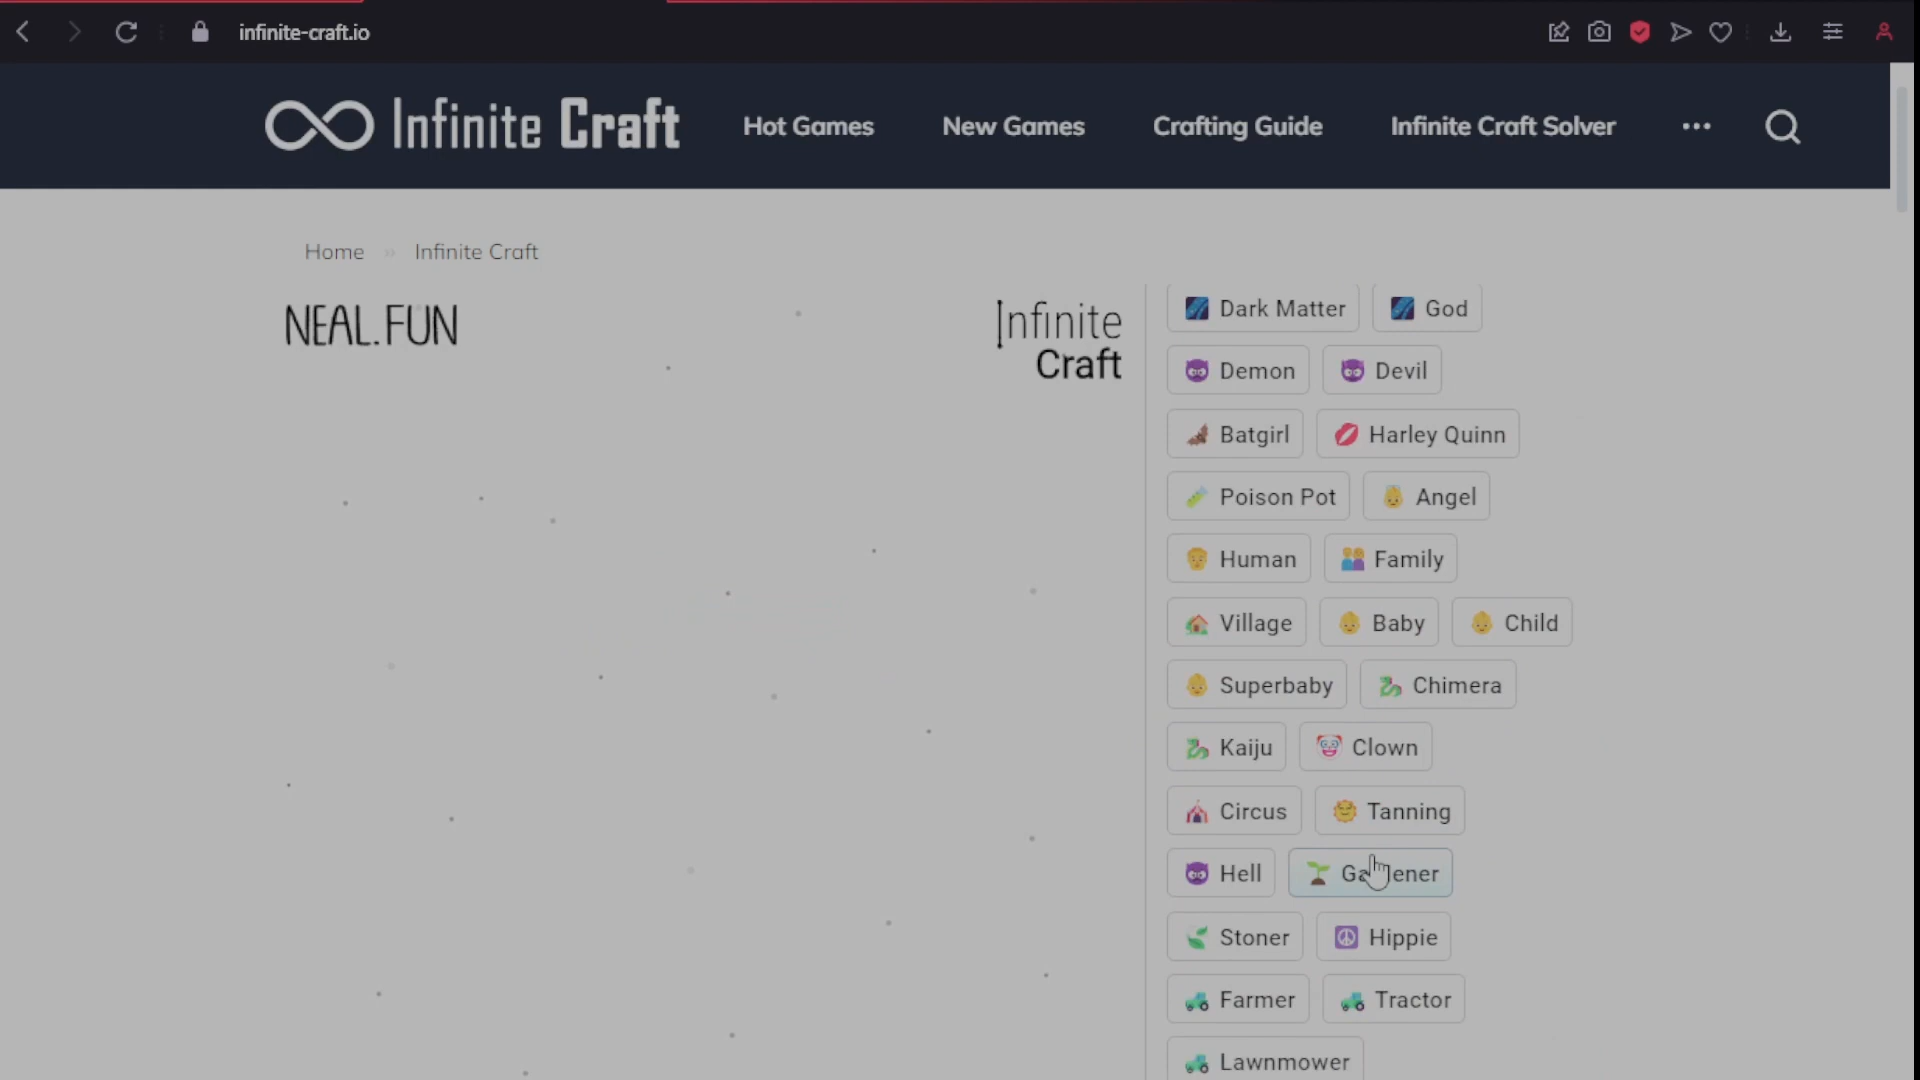 infinite-craft.io
Infinite Craft Hot Games New Games Crafting Guide Infinite Craft Solver ...
Home » Infinite Craft
NEAL.FUN
Infinite
Craft
Dark Matter God
Demon Devil
Batgirl Harley Quinn
Poison Pot Angel
Human Family
Village Baby Child
Superbaby Chimera
Kaiju Clown
Circus Tanning
Hell
Stoner Hippie
Farmer Tractor
Lawnmower